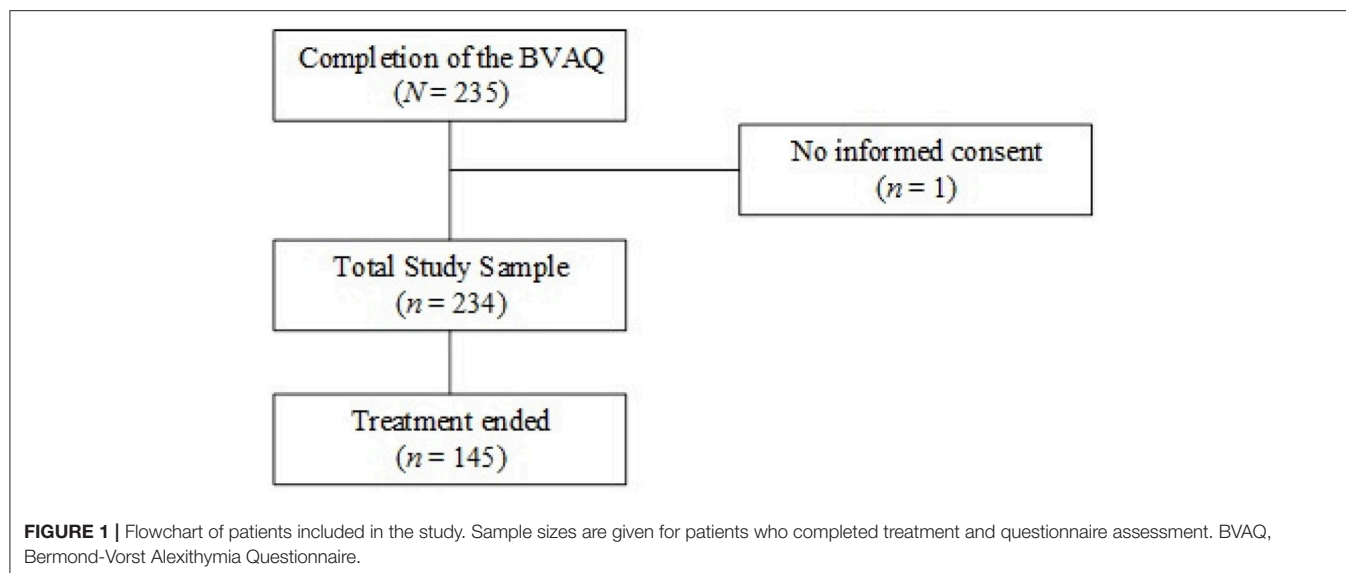 Completion of the BVAQ
(N = 235)
No informed consent
(n = 1)
Total Study Sample
(n = 234)
Treatment ended
(n = 145)
FIGURE 1 | Flowchart of patients included in the study. Sample sizes are given for patients who completed treatment and questionnaire assessment. BVAQ,
Bermond-Vorst Alexithymia Questionnaire.